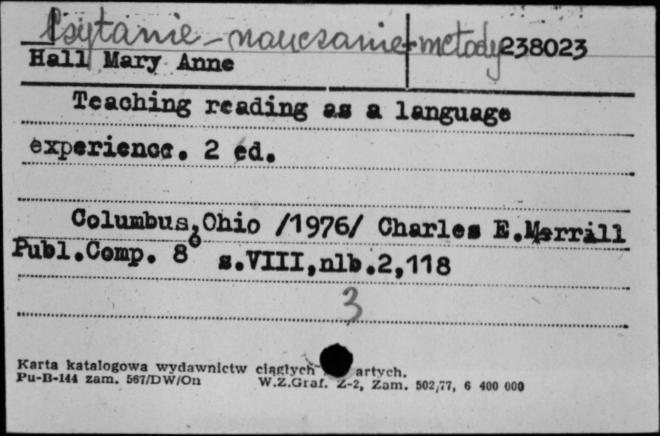 Czytanie - nauczanie - metody 238023
Hall Mary Anne
Teaching reading as a language
experience. 2 ed.
Columbus, Ohio /1976/ Charles E.Merrill
Publ.Comp. 8° s.VIII,nlb.2,118
3
Karta katalogowa wydawnictw ciągłych artych.
Pu-B-144 zam. 567/DW/On W.Z.Graf. Z-2, Zam. 502/77, 6 400 000